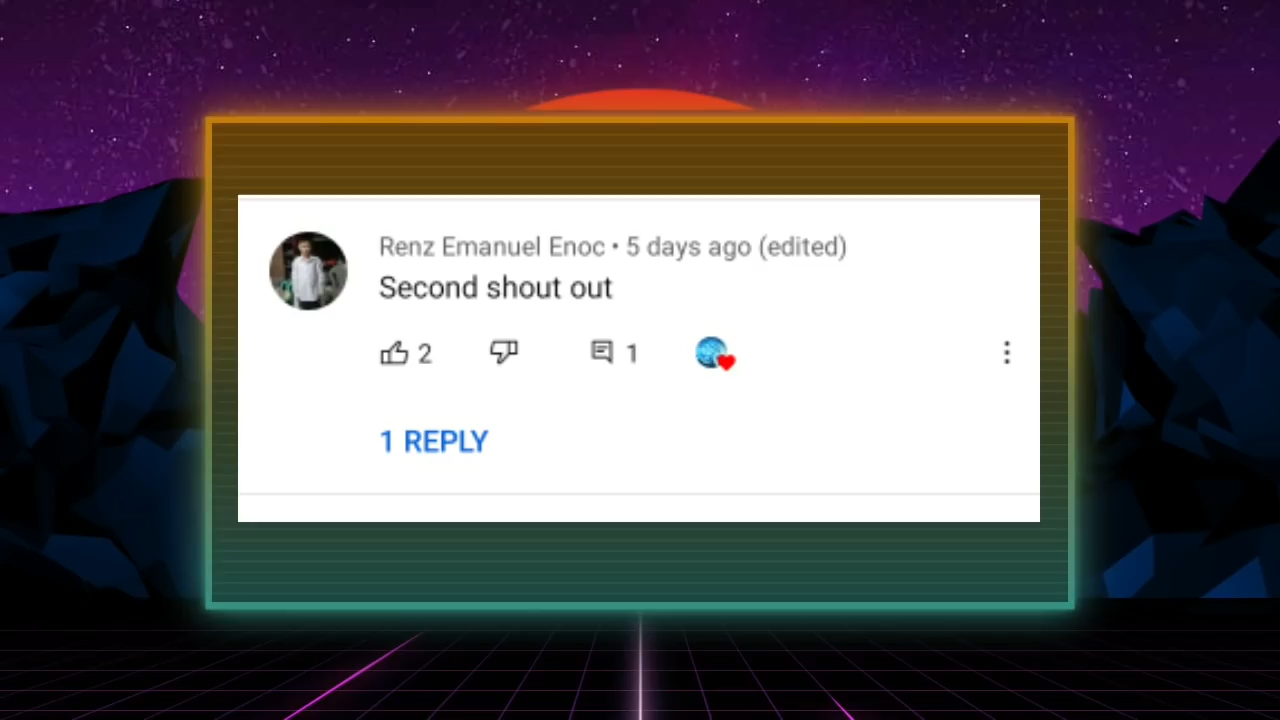 Renz Emanuel Enoc • 5 days ago (edited)
Second shout out
2 1
1 REPLY